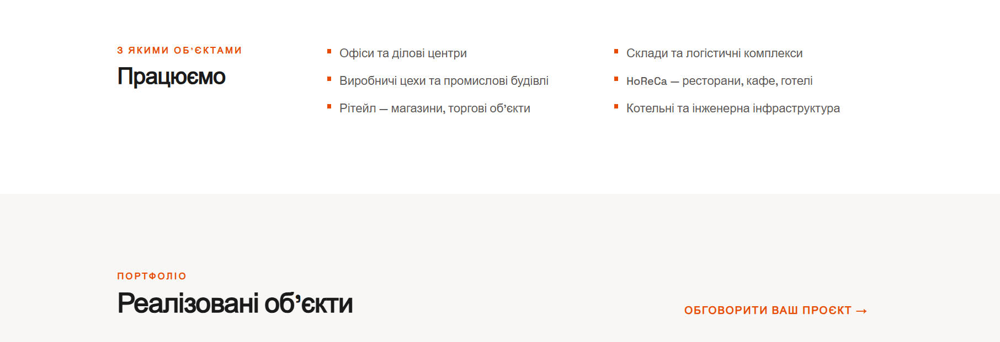 З ЯКИМИ ОБ’ЄКТАМИ
Працюємо
Офіси та ділові центри
Виробничі цехи та промислові будівлі
Рітейл — магазини, торгові об’єкти
Склади та логістичні комплекси
HoReCa — ресторани, кафе, готелі
Котельні та інженерна інфраструктура
ПОРТФОЛІО
Реалізовані об’єкти
ОБГОВОРИТИ ВАШ ПРОЄКТ →